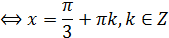 ⇔ x = π/3 + πk, k ∈ Z